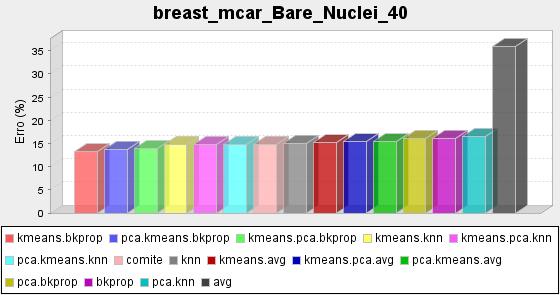 breast_mcar_Bare_Nuclei_40
Erro (%)
35
30
25
20
15
10
5
0
kmeans.bkprop pca.kmeans.bkprop kmeans.pca.bkprop kmeans.knn kmeans.pca.knn
pca.kmeans.knn comite knn kmeans.avg kmeans.pca.avg pca.kmeans.avg
pca.bkprop bkprop pca.knn avg